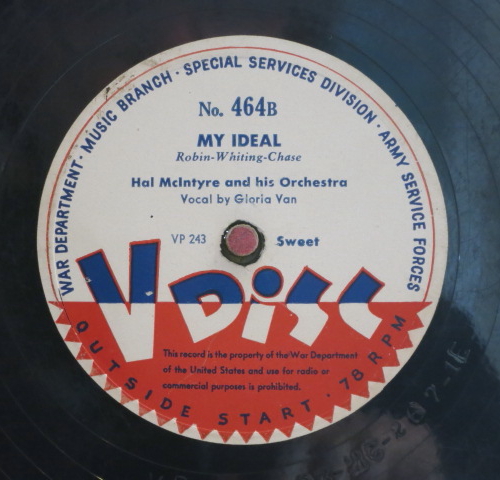 WAR DEPARTMENT · MUSIC BRANCH · SPECIAL SERVICES DIVISION · ARMY SERVICE FORCES
No. 464B
MY IDEAL
Robin-Whiting-Chase
Hal McIntyre and his Orchestra
Vocal by Gloria Van
VP 243
Sweet
V DiSC
This record is the property of the War Department
of the United States and use for radio or
commercial purposes is prohibited.
OUTSIDE START · 78 RPM